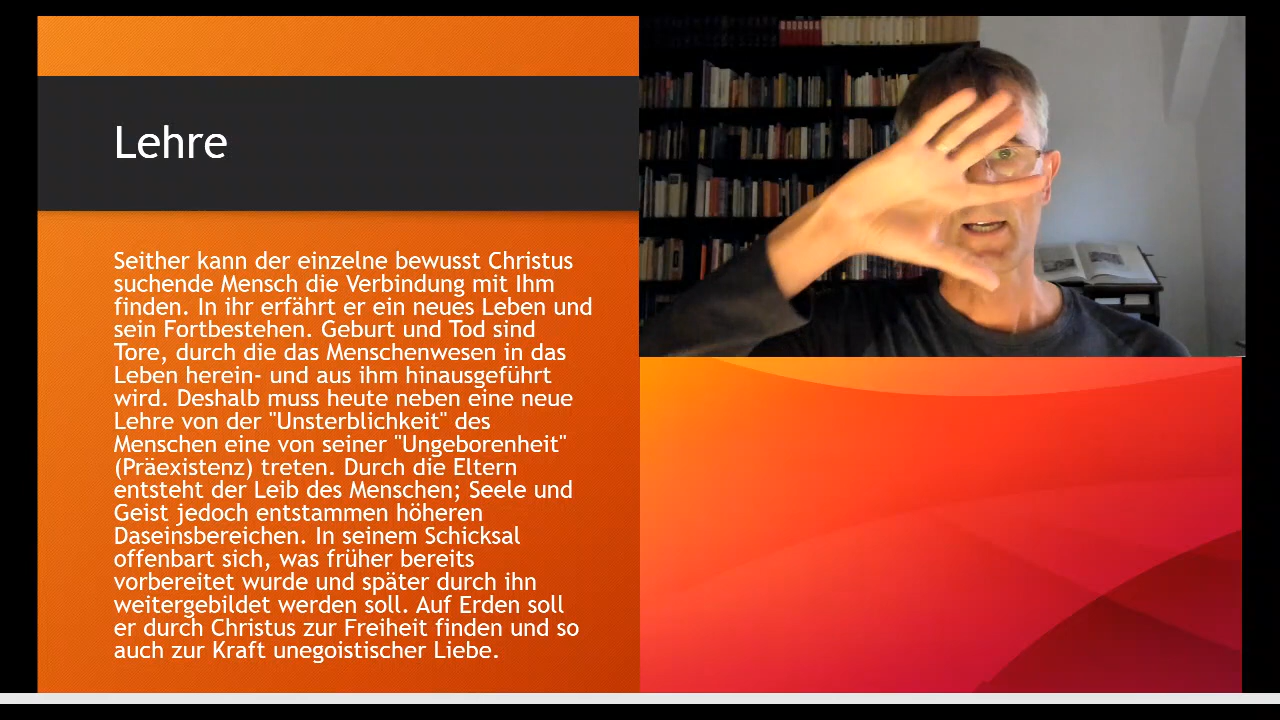 Lehre
Seither kann der einzelne bewusst Christus
suchende Mensch die Verbindung mit Ihm
finden. In ihr erfährt er ein neues Leben und
sein Fortbestehen. Geburt und Tod sind
Tore, durch die das Menschenwesen in das
Leben herein- und aus ihm hinausgeführt
wird. Deshalb muss heute neben eine neue
Lehre von der "Unsterblichkeit" des
Menschen eine von seiner "Ungeborenheit"
(Präexistenz) treten. Durch die Eltern
entsteht der Leib des Menschen; Seele und
Geist jedoch entstammen höheren
Daseinsbereichen. In seinem Schicksal
offenbart sich, was früher bereits
vorbereitet wurde und später durch ihn
weitergebildet werden soll. Auf Erden soll
er durch Christus zur Freiheit finden und so
auch zur Kraft unegoistischer Liebe.